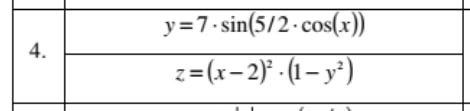 4.
y=7·sin(5/2·cos(x))
z=(x−2)²·(1−y²)